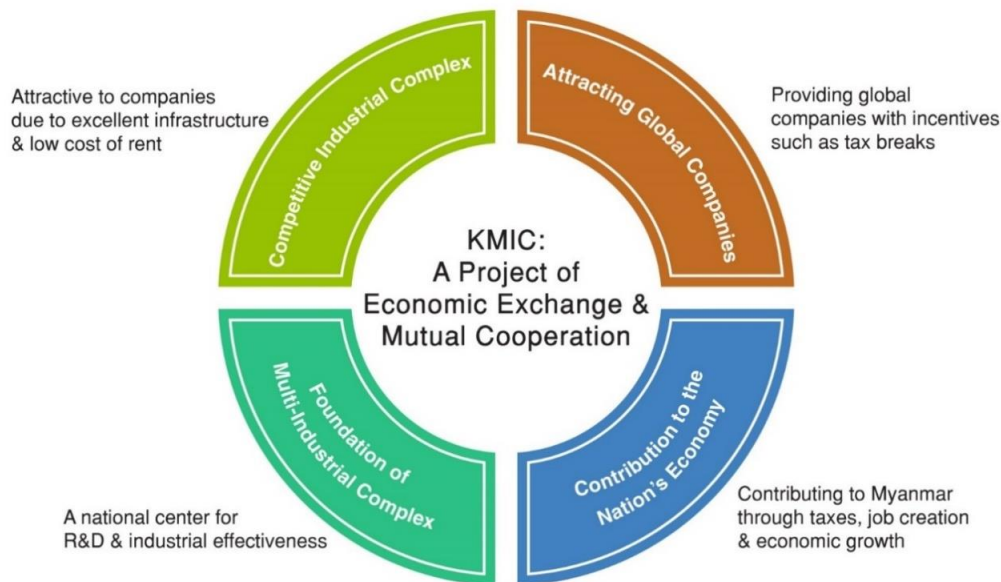 Competitive Industrial Complex
Attractive to companies
due to excellent infrastructure
& low cost of rent
Attracting Global Companies
Providing global
companies with incentives
such as tax breaks
KMIC:
A Project of
Economic Exchange &
Mutual Cooperation
Foundation of
Multi-Industrial Complex
A national center for
R&D & industrial effectiveness
Contribution to the
Nation's Economy
Contributing to Myanmar
through taxes, job creation
& economic growth